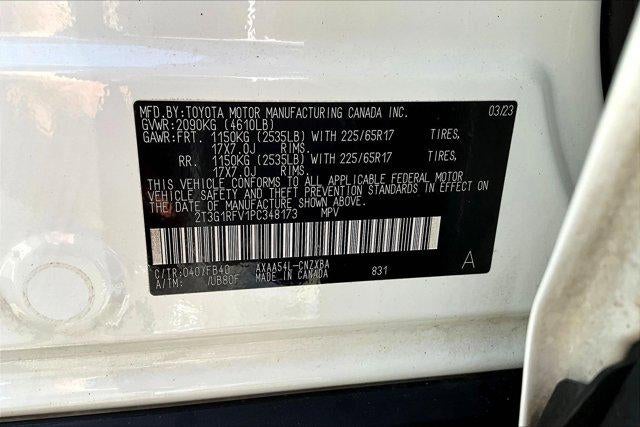 MFD.BY:TOYOTA MOTOR MANUFACTURING CANADA INC. 03/23
GVWR:2090KG (4610LB)
GAWR:FRT. 1150KG (2535LB) WITH 225/65R17 TIRES,
17X7.0J RIMS.
RR. 1150KG (2535LB) WITH 225/65R17 TIRES,
17X7.0J RIMS.
THIS VEHICLE CONFORMS TO ALL APPLICABLE FEDERAL MOTOR
VEHICLE SAFETY AND THEFT PREVENTION STANDARDS IN EFFECT ON
THE DATE OF MANUFACTURE SHOWN ABOVE.
2T3G1RFV1PC348173 MPV
C/TR:040/FB40 AXAA54L-CNZXBA 831 A
A/TM: /UB80F MADE IN CANADA